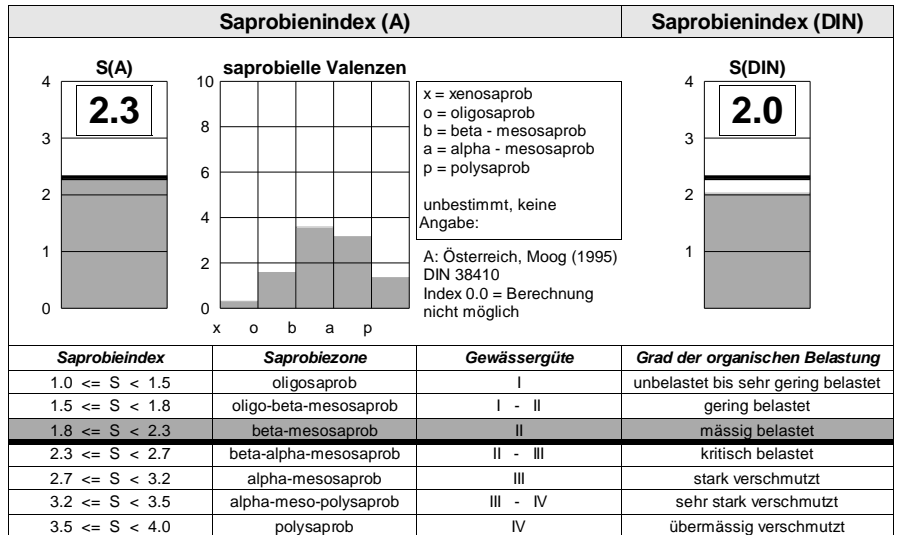 Saprobienindex (A) Saprobienindex (DIN)
S(A) saprobielle Valenzen S(DIN)
4
3
2
1
0
2.3
10
8
6
4
2
0
x o b a p
x = xenosaprob
o = oligosaprob
b = beta - mesosaprob
a = alpha - mesosaprob
p = polysaprob
unbestimmt, keine
Angabe:
A: Österreich, Moog (1995)
DIN 38410
Index 0.0 = Berechnung
nicht möglich
4
3
2
1
2.0
Saprobieindex Saprobiezone Gewässergüte Grad der organischen Belastung
1.0 <= S < 1.5 oligosaprob I unbelastet bis sehr gering belastet
1.5 <= S < 1.8 oligo-beta-mesosaprob I - II gering belastet
1.8 <= S < 2.3 beta-mesosaprob II mässig belastet
2.3 <= S < 2.7 beta-alpha-mesosaprob II - III kritisch belastet
2.7 <= S < 3.2 alpha-mesosaprob III stark verschmutzt
3.2 <= S < 3.5 alpha-meso-polysaprob III - IV sehr stark verschmutzt
3.5 <= S < 4.0 polysaprob IV übermässig verschmutzt